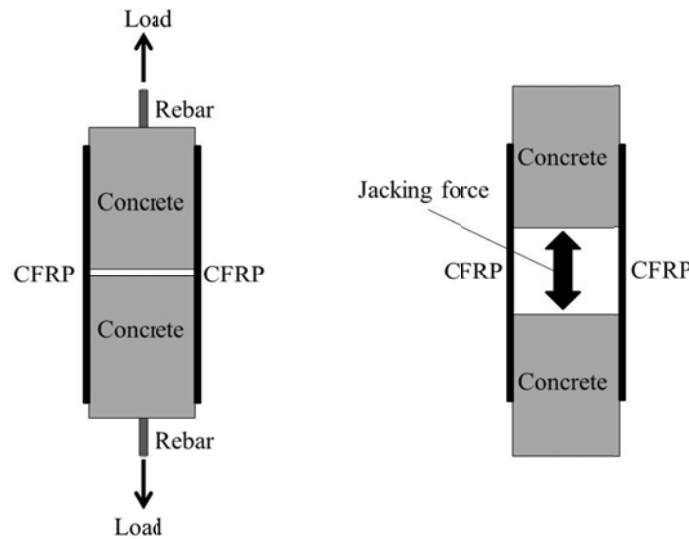 Load
Rebar
Concrete
CFRP
CFRP
Concrete
Rebar
Load
Concrete
Jacking force
CFRP
CFRP
Concrete